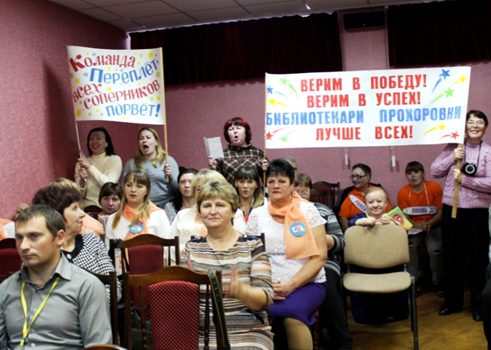 Команда
Переплёт
всех
соперников
порвёт!
ВЕРИМ В ПОБЕДУ!
ВЕРИМ В УСПЕХ!
БИБЛИОТЕКАРИ ПРОХОРОВКИ
ЛУЧШЕ ВСЕХ!